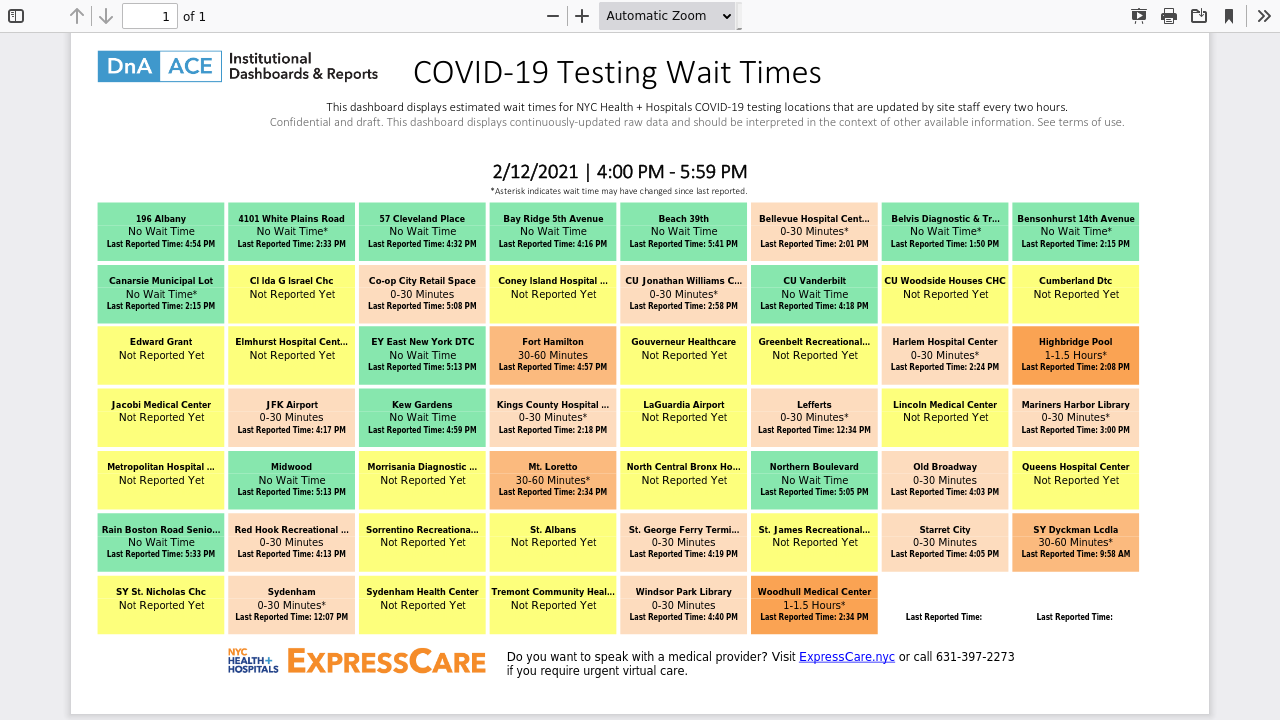 1 of 1 Automatic Zoom
DnA ACE Institutional
Dashboards & Reports
COVID-19 Testing Wait Times
This dashboard displays estimated wait times for NYC Health + Hospitals COVID-19 testing locations that are updated by site staff every two hours.
Confidential and draft. This dashboard displays continuously-updated raw data and should be interpreted in the context of other available information. See terms of use.
2/12/2021 | 4:00 PM - 5:59 PM
*Asterisk indicates wait time may have changed since last reported.
196 Albany
No Wait Time
Last Reported Time: 4:54 PM
4101 White Plains Road
No Wait Time*
Last Reported Time: 2:33 PM
57 Cleveland Place
No Wait Time
Last Reported Time: 4:32 PM
Bay Ridge 5th Avenue
No Wait Time
Last Reported Time: 4:16 PM
Beach 39th
No Wait Time
Last Reported Time: 5:41 PM
Bellevue Hospital Cent...
0-30 Minutes*
Last Reported Time: 2:01 PM
Belvis Diagnostic & Tr...
No Wait Time*
Last Reported Time: 1:50 PM
Bensonhurst 14th Avenue
No Wait Time*
Last Reported Time: 2:15 PM
Canarsie Municipal Lot
No Wait Time*
Last Reported Time: 2:15 PM
CI Ida G Israel Chc
Not Reported Yet
Co-op City Retail Space
0-30 Minutes
Last Reported Time: 5:08 PM
Coney Island Hospital ...
Not Reported Yet
CU Jonathan Williams C...
0-30 Minutes*
Last Reported Time: 2:58 PM
CU Vanderbilt
No Wait Time
Last Reported Time: 4:18 PM
CU Woodside Houses CHC
Not Reported Yet
Cumberland Dtc
Not Reported Yet
Edward Grant
Not Reported Yet
Elmhurst Hospital Cent...
Not Reported Yet
EY East New York DTC
No Wait Time
Last Reported Time: 5:13 PM
Fort Hamilton
30-60 Minutes
Last Reported Time: 4:57 PM
Gouverneur Healthcare
Not Reported Yet
Greenbelt Recreational...
Not Reported Yet
Harlem Hospital Center
0-30 Minutes*
Last Reported Time: 2:24 PM
Highbridge Pool
1-1.5 Hours*
Last Reported Time: 2:08 PM
Jacobi Medical Center
Not Reported Yet
JFK Airport
0-30 Minutes
Last Reported Time: 4:17 PM
Kew Gardens
No Wait Time
Last Reported Time: 4:59 PM
Kings County Hospital ...
0-30 Minutes*
Last Reported Time: 2:18 PM
LaGuardia Airport
Not Reported Yet
Lefferts
0-30 Minutes*
Last Reported Time: 12:34 PM
Lincoln Medical Center
Not Reported Yet
Mariners Harbor Library
0-30 Minutes*
Last Reported Time: 3:00 PM
Metropolitan Hospital ...
Not Reported Yet
Midwood
No Wait Time
Last Reported Time: 5:13 PM
Morrisania Diagnostic ...
Not Reported Yet
Mt. Loretto
30-60 Minutes*
Last Reported Time: 2:34 PM
North Central Bronx Ho...
Not Reported Yet
Northern Boulevard
No Wait Time
Last Reported Time: 5:05 PM
Old Broadway
0-30 Minutes
Last Reported Time: 4:03 PM
Queens Hospital Center
Not Reported Yet
Rain Boston Road Senio...
No Wait Time
Last Reported Time: 5:33 PM
Red Hook Recreational ...
0-30 Minutes
Last Reported Time: 4:13 PM
Sorrentino Recreationa...
Not Reported Yet
St. Albans
Not Reported Yet
St. George Ferry Termi...
0-30 Minutes
Last Reported Time: 4:19 PM
St. James Recreational...
Not Reported Yet
Starret City
0-30 Minutes
Last Reported Time: 4:05 PM
SY Dyckman Lcdla
30-60 Minutes*
Last Reported Time: 9:58 AM
SY St. Nicholas Chc
Not Reported Yet
Sydenham
0-30 Minutes*
Last Reported Time: 12:07 PM
Sydenham Health Center
Not Reported Yet
Tremont Community Heal...
Not Reported Yet
Windsor Park Library
0-30 Minutes
Last Reported Time: 4:40 PM
Woodhull Medical Center
1-1.5 Hours*
Last Reported Time: 2:34 PM
Last Reported Time:
Last Reported Time:
NYC
HEALTH+
HOSPITALS
EXPRESSCARE
Do you want to speak with a medical provider? Visit ExpressCare.nyc or call 631-397-2273
if you require urgent virtual care.